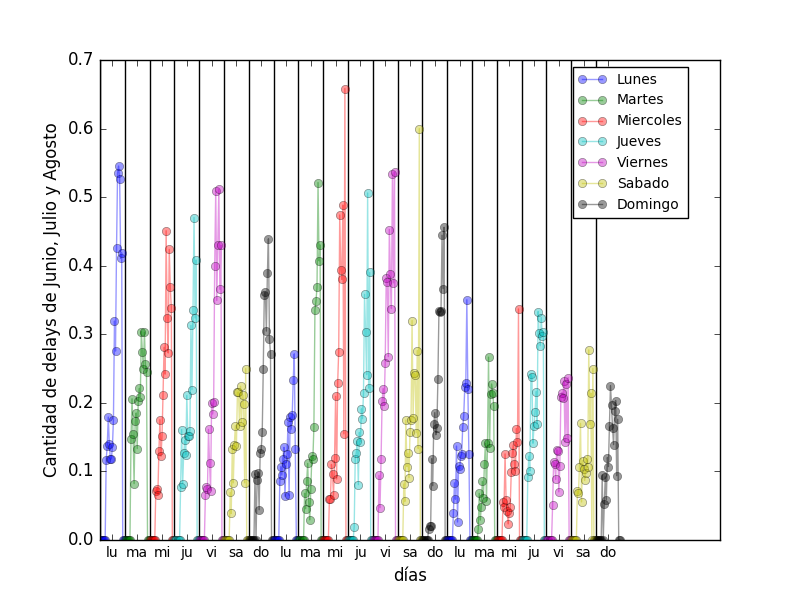 Cantidad de delays de Junio, Julio y Agosto
0.7
0.6
0.5
0.4
0.3
0.2
0.1
0.0
Lunes
Martes
Miercoles
Jueves
Viernes
Sabado
Domingo
lu ma mi ju vi sa do lu ma mi ju vi sa do lu ma mi ju vi sa do
días